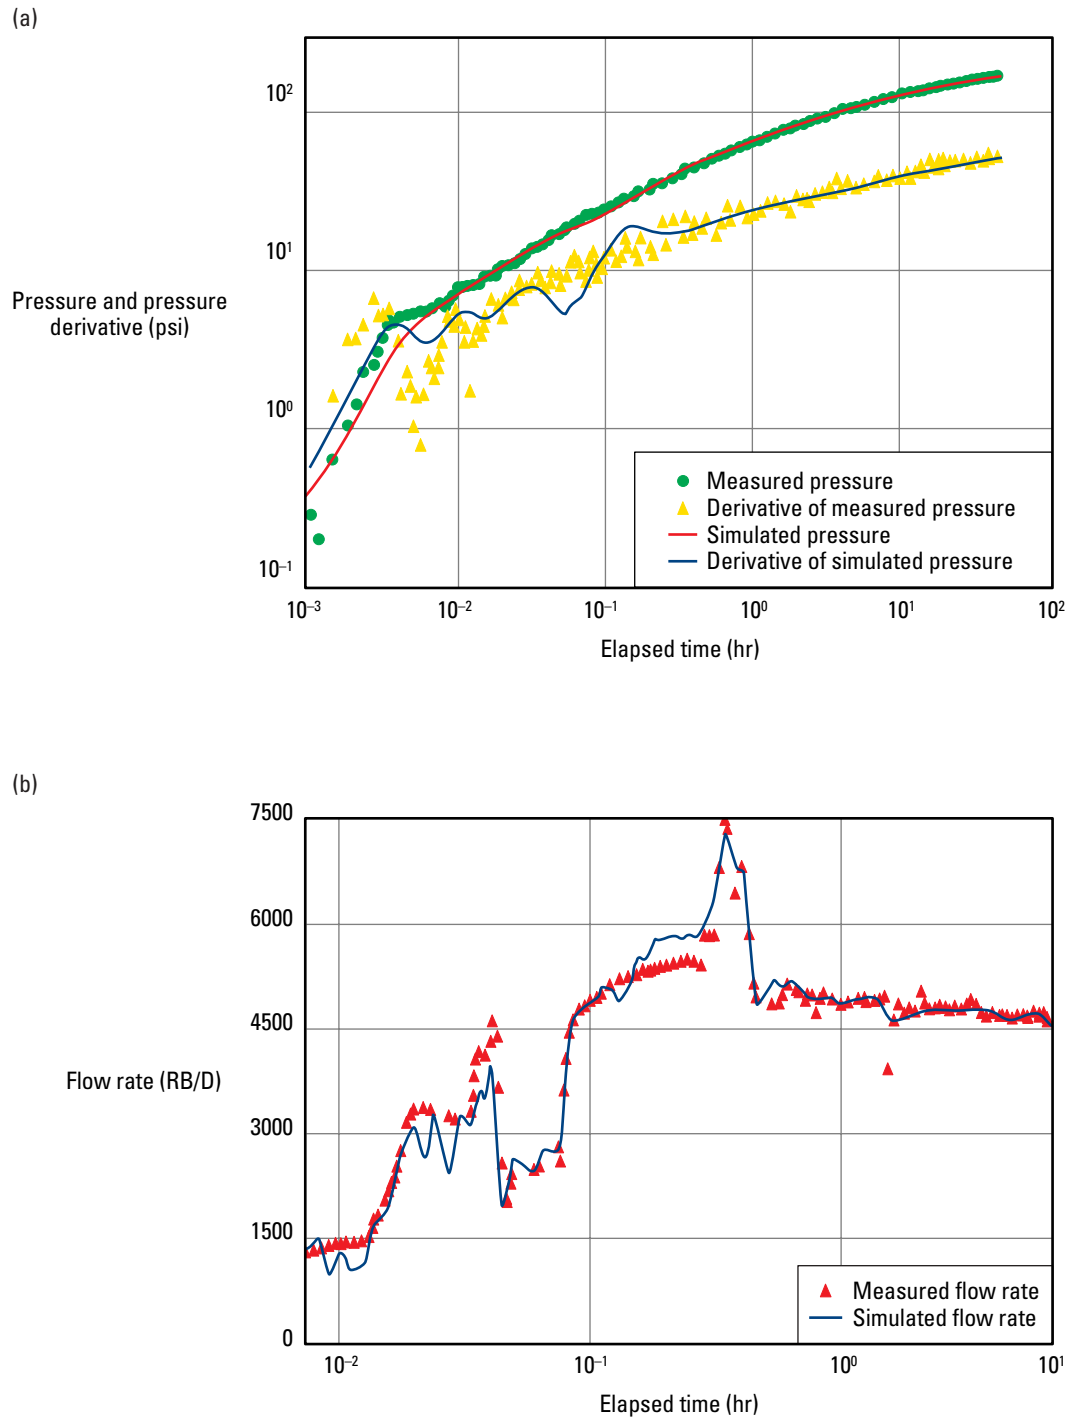 (a)
10²
10¹
10⁰
10⁻¹
Pressure and pressure
derivative (psi)
Measured pressure
Derivative of measured pressure
Simulated pressure
Derivative of simulated pressure
10⁻³ 10⁻² 10⁻¹ 10⁰ 10¹ 10²
Elapsed time (hr)
(b)
7500
6000
4500
3000
1500
0
Flow rate (RB/D)
Measured flow rate
Simulated flow rate
10⁻² 10⁻¹ 10⁰ 10¹
Elapsed time (hr)